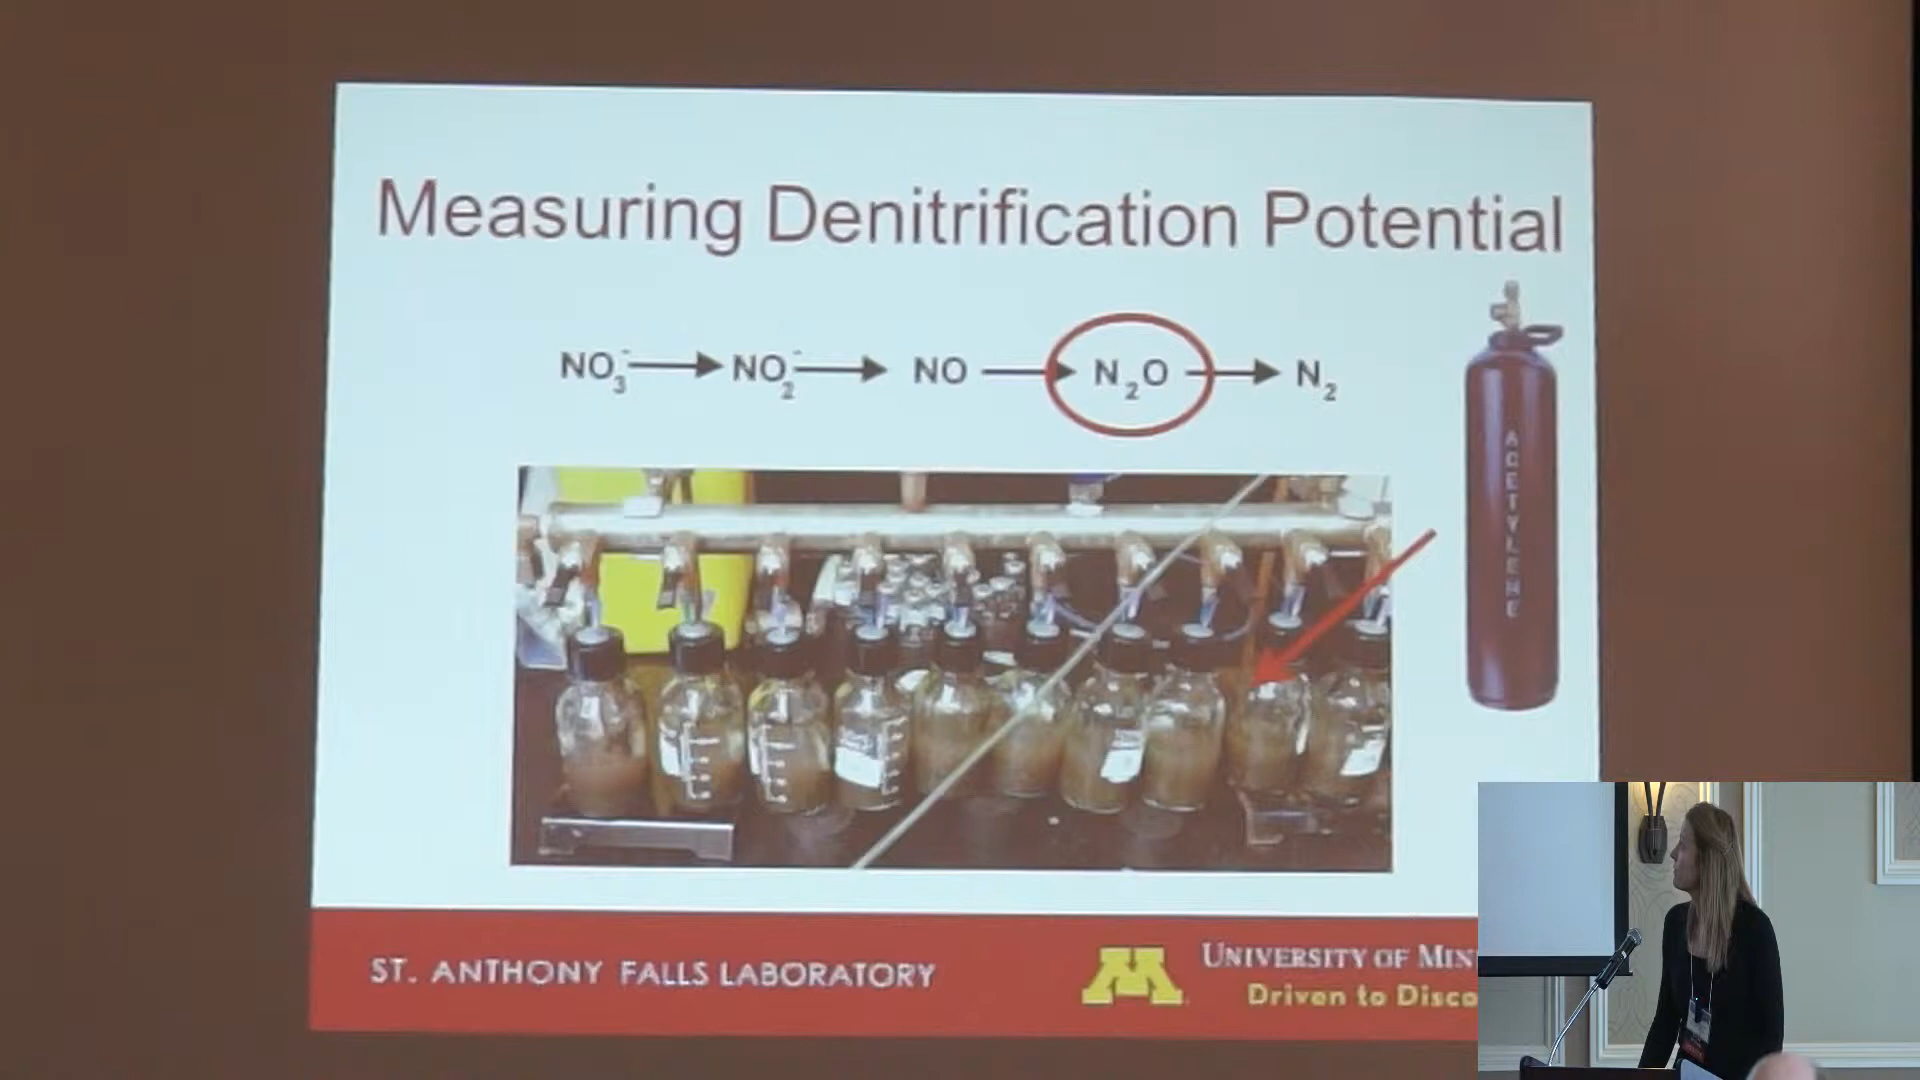 Measuring Denitrification Potential
NO₃⁻ → NO₂⁻ → NO → N₂O → N₂
ACETYLENE
ST. ANTHONY FALLS LABORATORY
M
UNIVERSITY OF MIN
Driven to Disco